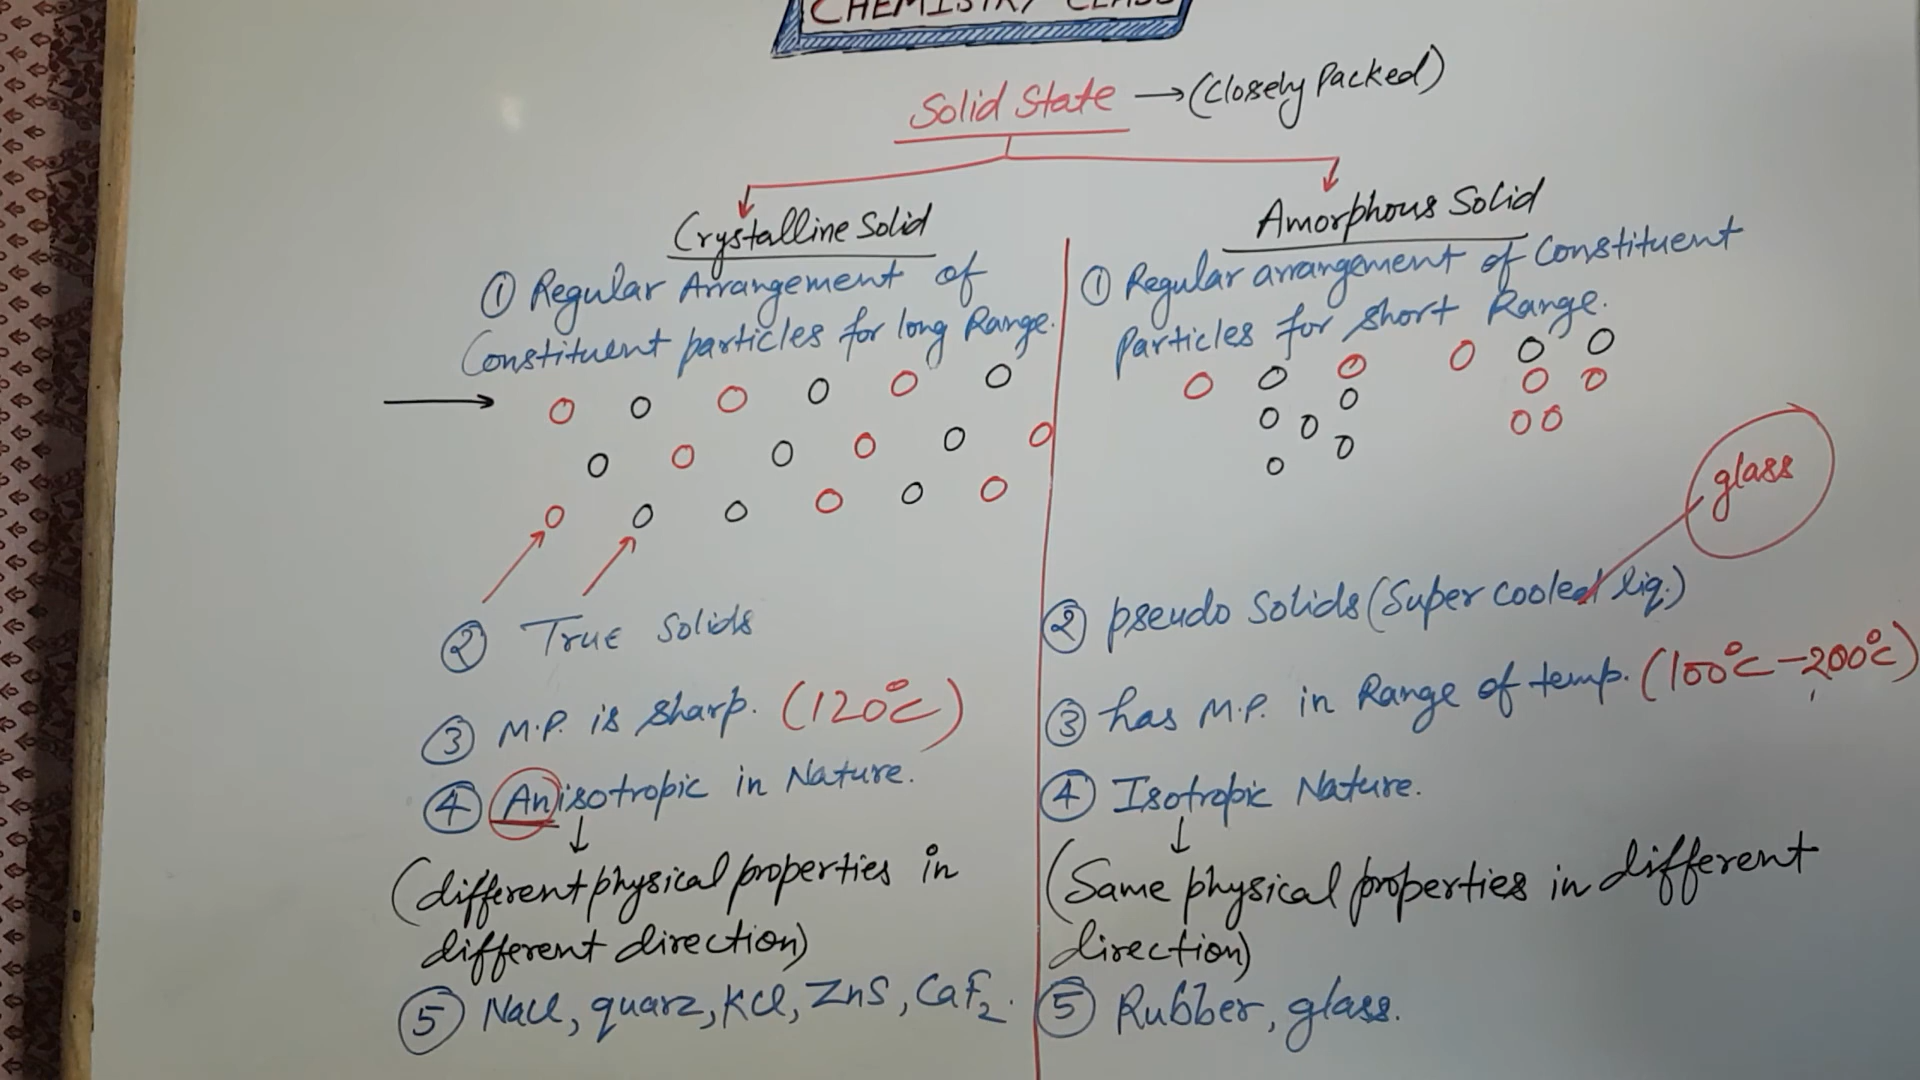 CHEMISTRY CLASS
Solid State → (Closely Packed)
Crystalline Solid
① Regular Arrangement of
Constituent particles for long Range.
② True Solids
③ M.P. is sharp. (120°C)
④ Anisotropic in Nature.
↓
(different physical properties in
different direction)
⑤ NaCl, quarz, KCl, ZnS, CaF₂.
Amorphous Solid
① Regular arrangement of Constituent
Particles for short Range.
glass
② pseudo Solids (Super cooled liq.)
③ has M.P. in Range of temp. (100°C-200°C)
④ Isotropic Nature.
↓
(Same physical properties in different
direction)
⑤ Rubber, glass.